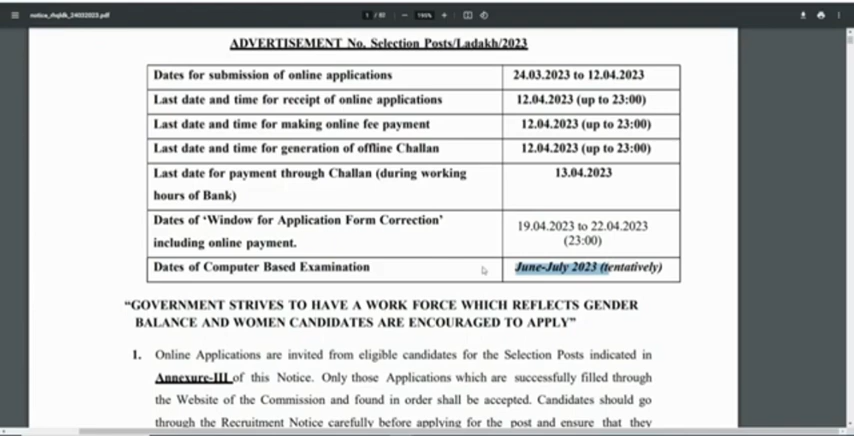 notice_rhqldk_24032023.pdf
1 / 82
195%
ADVERTISEMENT No. Selection Posts/Ladakh/2023
Dates for submission of online applications 24.03.2023 to 12.04.2023
Last date and time for receipt of online applications 12.04.2023 (up to 23:00)
Last date and time for making online fee payment 12.04.2023 (up to 23:00)
Last date and time for generation of offline Challan 12.04.2023 (up to 23:00)
Last date for payment through Challan (during working 13.04.2023
hours of Bank)
Dates of ‘Window for Application Form Correction’ 19.04.2023 to 22.04.2023
including online payment. (23:00)
Dates of Computer Based Examination June-July 2023 (tentatively)
“GOVERNMENT STRIVES TO HAVE A WORK FORCE WHICH REFLECTS GENDER
BALANCE AND WOMEN CANDIDATES ARE ENCOURAGED TO APPLY”
1. Online Applications are invited from eligible candidates for the Selection Posts indicated in
Annexure-III of this Notice. Only those Applications which are successfully filled through
the Website of the Commission and found in order shall be accepted. Candidates should go
through the Recruitment Notice carefully before applying for the post and ensure that they